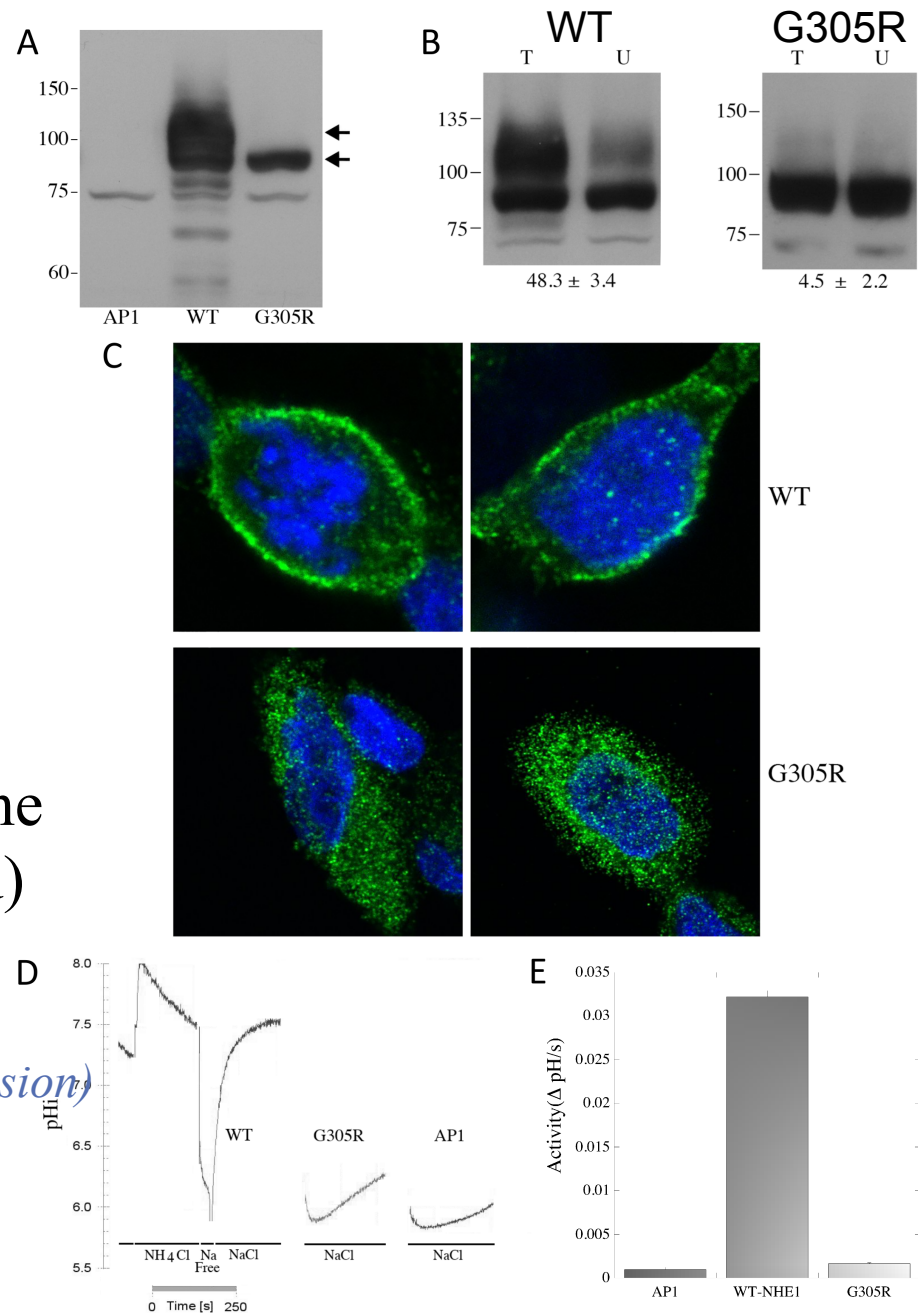 A
150
100
75
60
AP1 WT G305R
B
WT
T U
135
100
75
48.3 ± 3.4
G305R
T U
150
100
75
4.5 ± 2.2
C
WT
G305R
ne
)
sion)
D
pHi
8.0
7.5
7.0
6.5
6.0
5.5
WT
G305R
AP1
NH4Cl
Na Free
NaCl
NaCl
NaCl
0 Time [s] 250
E
Activity(Δ pH/s)
0.035
0.03
0.025
0.02
0.015
0.01
0.005
0
AP1 WT-NHE1 G305R